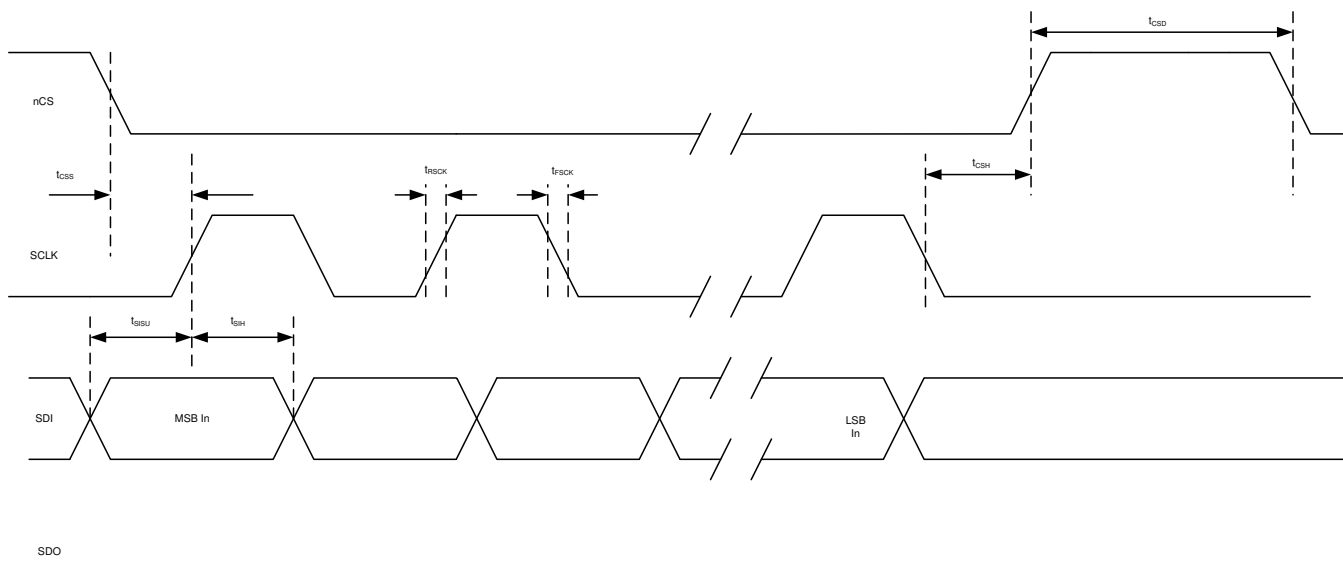 tCSD
nCS
tCSH
tCSS
tRSCK
tFSCK
SCLK
tSISU
tSIH
SDI
MSB In
LSB
In
SDO